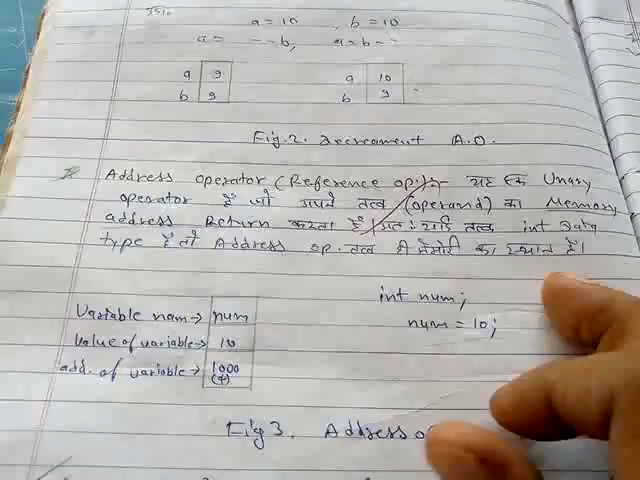 a = 10 , b = 10
a = - - b, a = b - -
a 9
b 9
a 10
b 9
Fig. 2. Decreament A.O.
Address operator (Reference op.) :- यह एक Unary
operator है जो अपने तत्व (operand) का Memory
address Return करता है। अतः यदि तत्व int Data
type है तो Address op. तत्व की मेमोरी का स्थान है।
int num;
num = 10;
Variable nam → num
Value of variable → 10
add. of variable → 1000
(+)
Fig 3. Address o